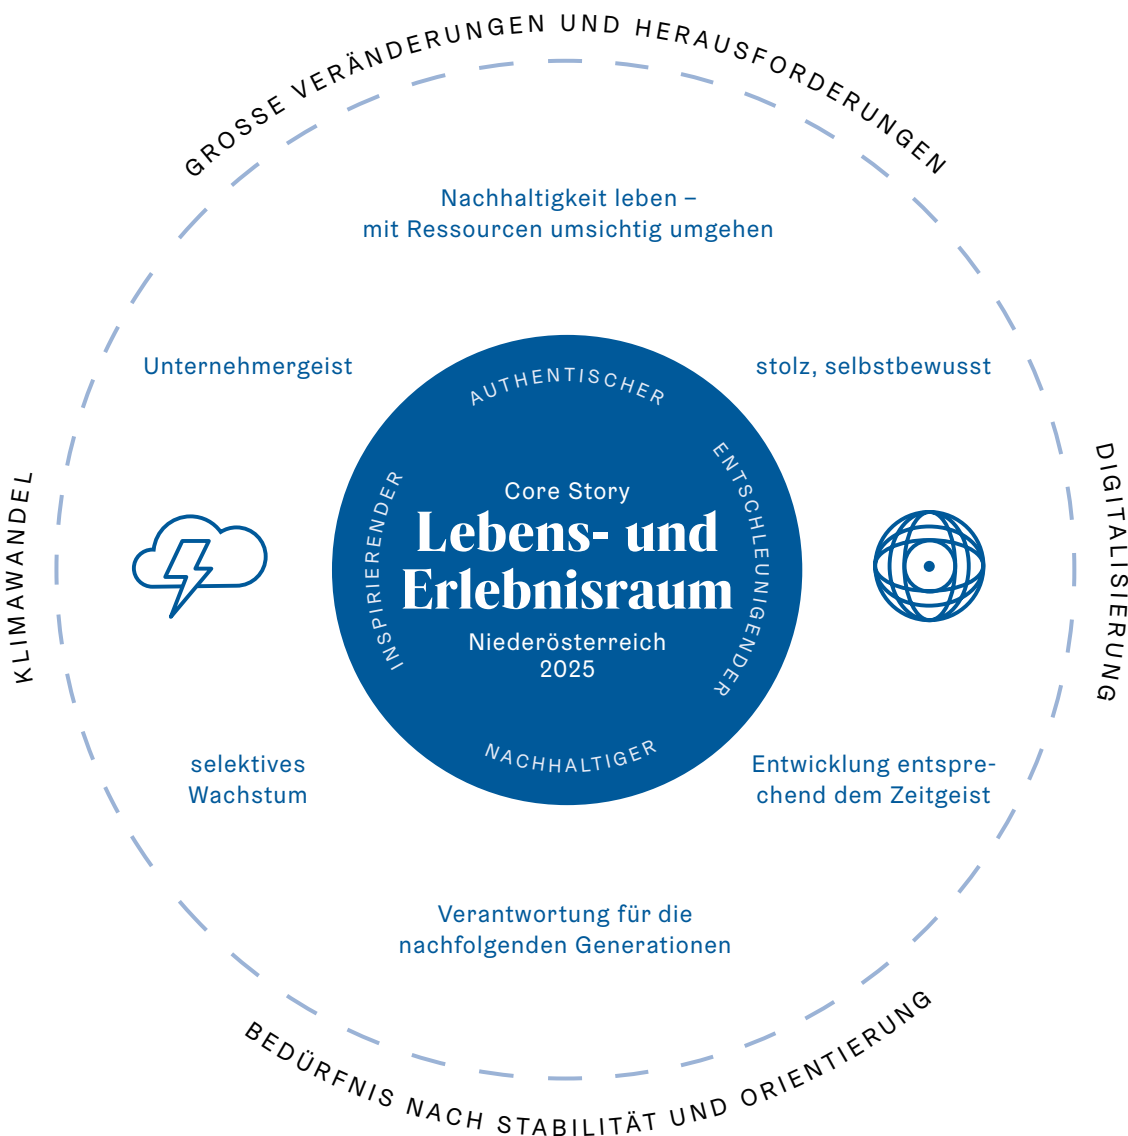 GROSSE VERÄNDERUNGEN UND HERAUSFORDERUNGEN
Nachhaltigkeit leben –
mit Ressourcen umsichtig umgehen
Unternehmergeist
stolz, selbstbewusst
AUTHENTISCHER
ENTSCHLEUNIGENDER
INSPIRIERENDER
Core Story
Lebens- und
Erlebnisraum
Niederösterreich
2025
NACHHALTIGER
KLIMAWANDEL
DIGITALISIERUNG
selektives
Wachstum
Entwicklung entspre-
chend dem Zeitgeist
Verantwortung für die
nachfolgenden Generationen
BEDÜRFNIS NACH STABILITÄT UND ORIENTIERUNG